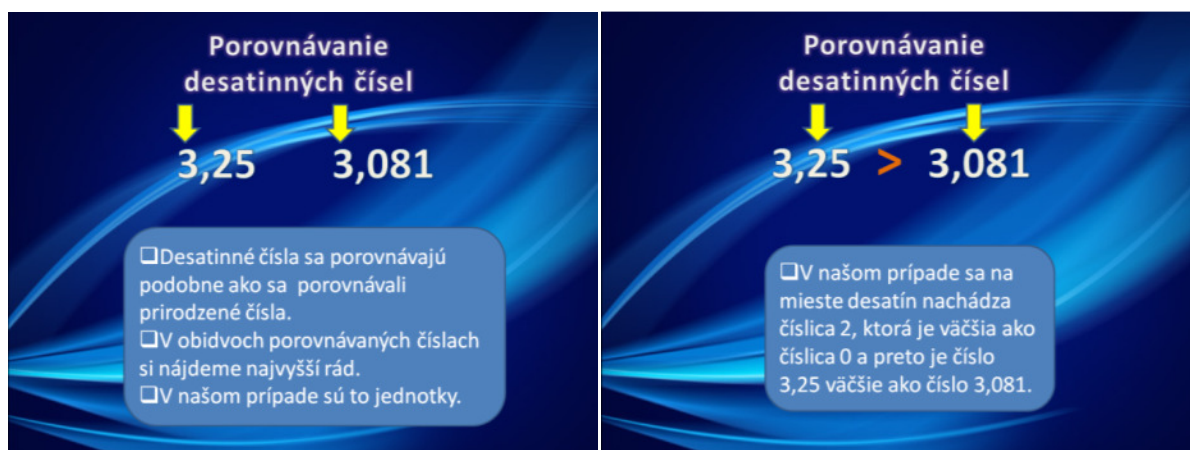 Porovnávanie
desatinných čísel
3,25 3,081
❑Desatinné čísla sa porovnávajú
podobne ako sa porovnávali
prirodzené čísla.
❑V obidvoch porovnávaných číslach
si nájdeme najvyšší rád.
❑V našom prípade sú to jednotky.
Porovnávanie
desatinných čísel
3,25 > 3,081
❑V našom prípade sa na
mieste desatín nachádza
číslica 2, ktorá je väčšia ako
číslica 0 a preto je číslo
3,25 väčšie ako číslo 3,081.